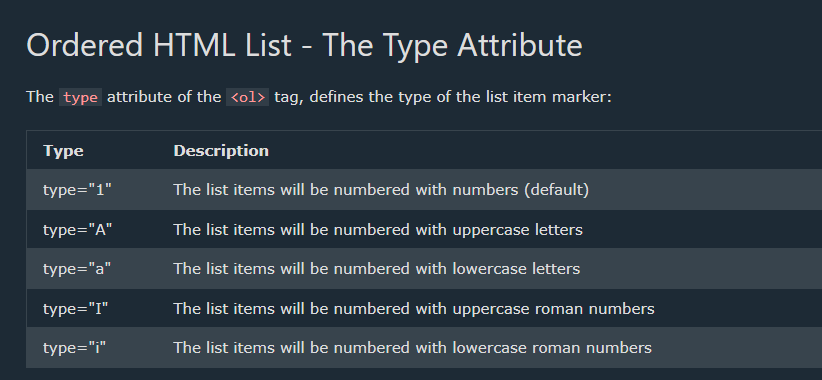 Ordered HTML List - The Type Attribute
The type attribute of the <ol> tag, defines the type of the list item marker:
Type Description
type="1" The list items will be numbered with numbers (default)
type="A" The list items will be numbered with uppercase letters
type="a" The list items will be numbered with lowercase letters
type="I" The list items will be numbered with uppercase roman numbers
type="i" The list items will be numbered with lowercase roman numbers